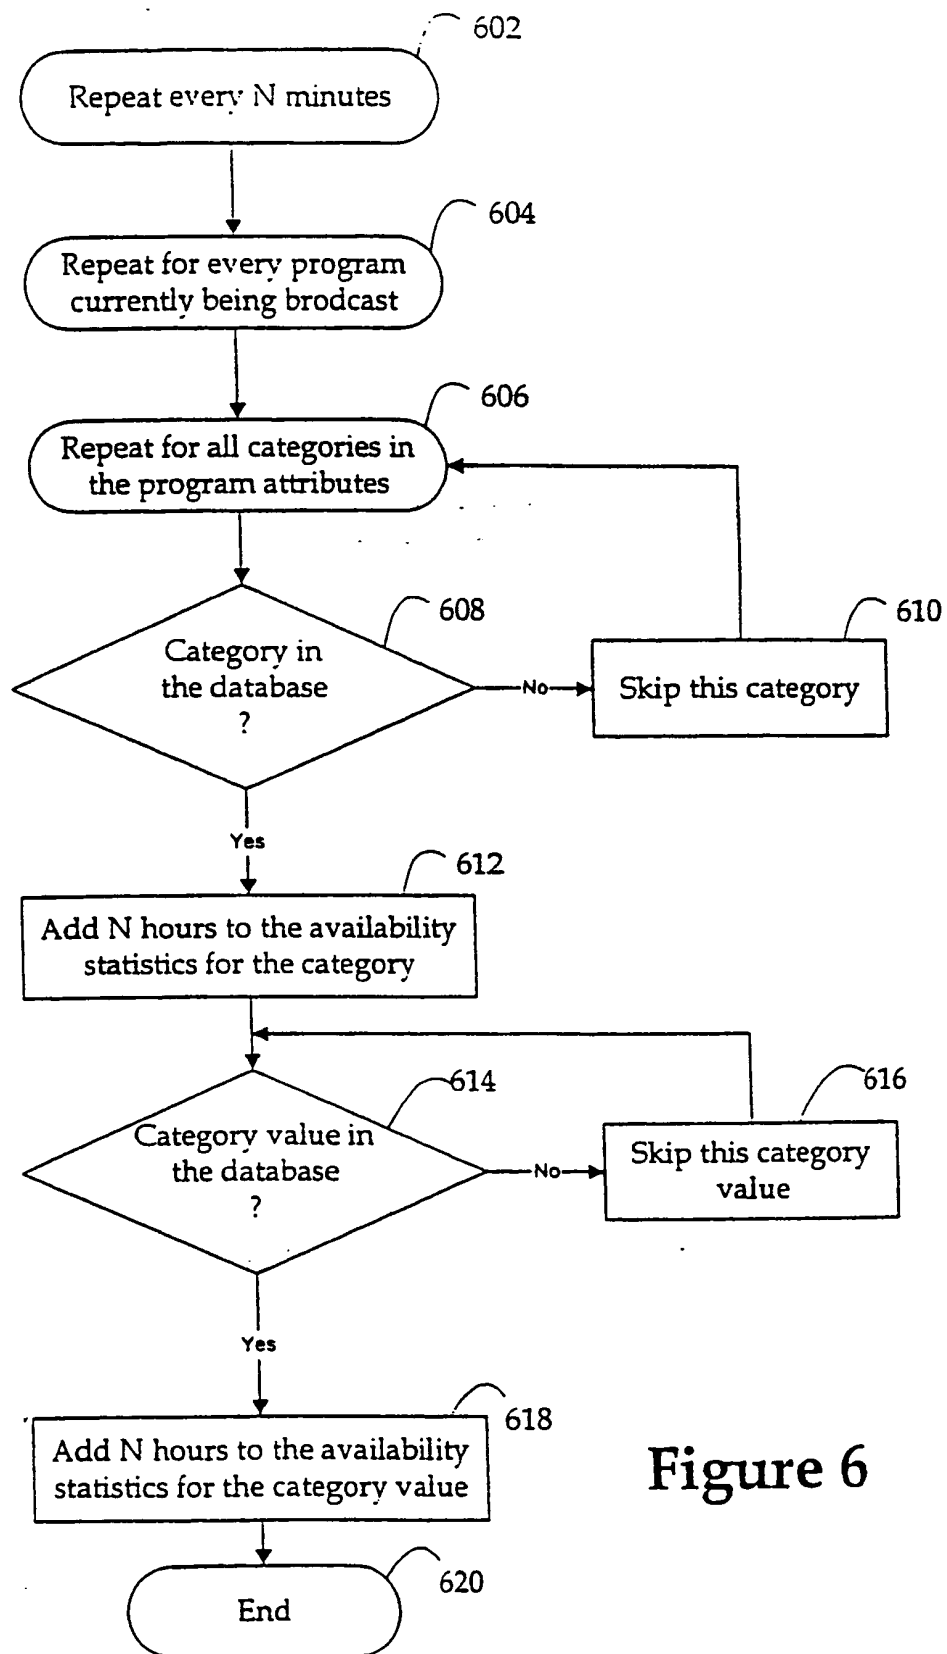 602
Repeat every N minutes
604
Repeat for every program
currently being brodcast
606
Repeat for all categories in
the program attributes
608
Category in
the database
?
No
610
Skip this category
Yes
612
Add N hours to the availability
statistics for the category
614
Category value in
the database
?
No
616
Skip this category
value
Yes
618
Add N hours to the availability
statistics for the category value
Figure 6
620
End